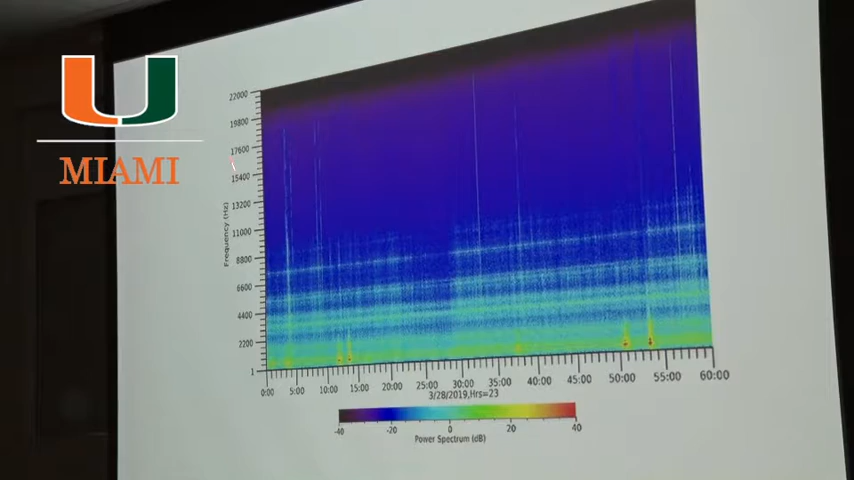 MIAMI
Frequency (Hz)
22000
19800
17600
15400
13200
11000
8800
6600
4400
2200
1
0:00 5:00 10:00 15:00 20:00 25:00 30:00 35:00 40:00 45:00 50:00 55:00 60:00
3/28/2019,Hrs=23
-40 -20 0 20 40
Power Spectrum (dB)